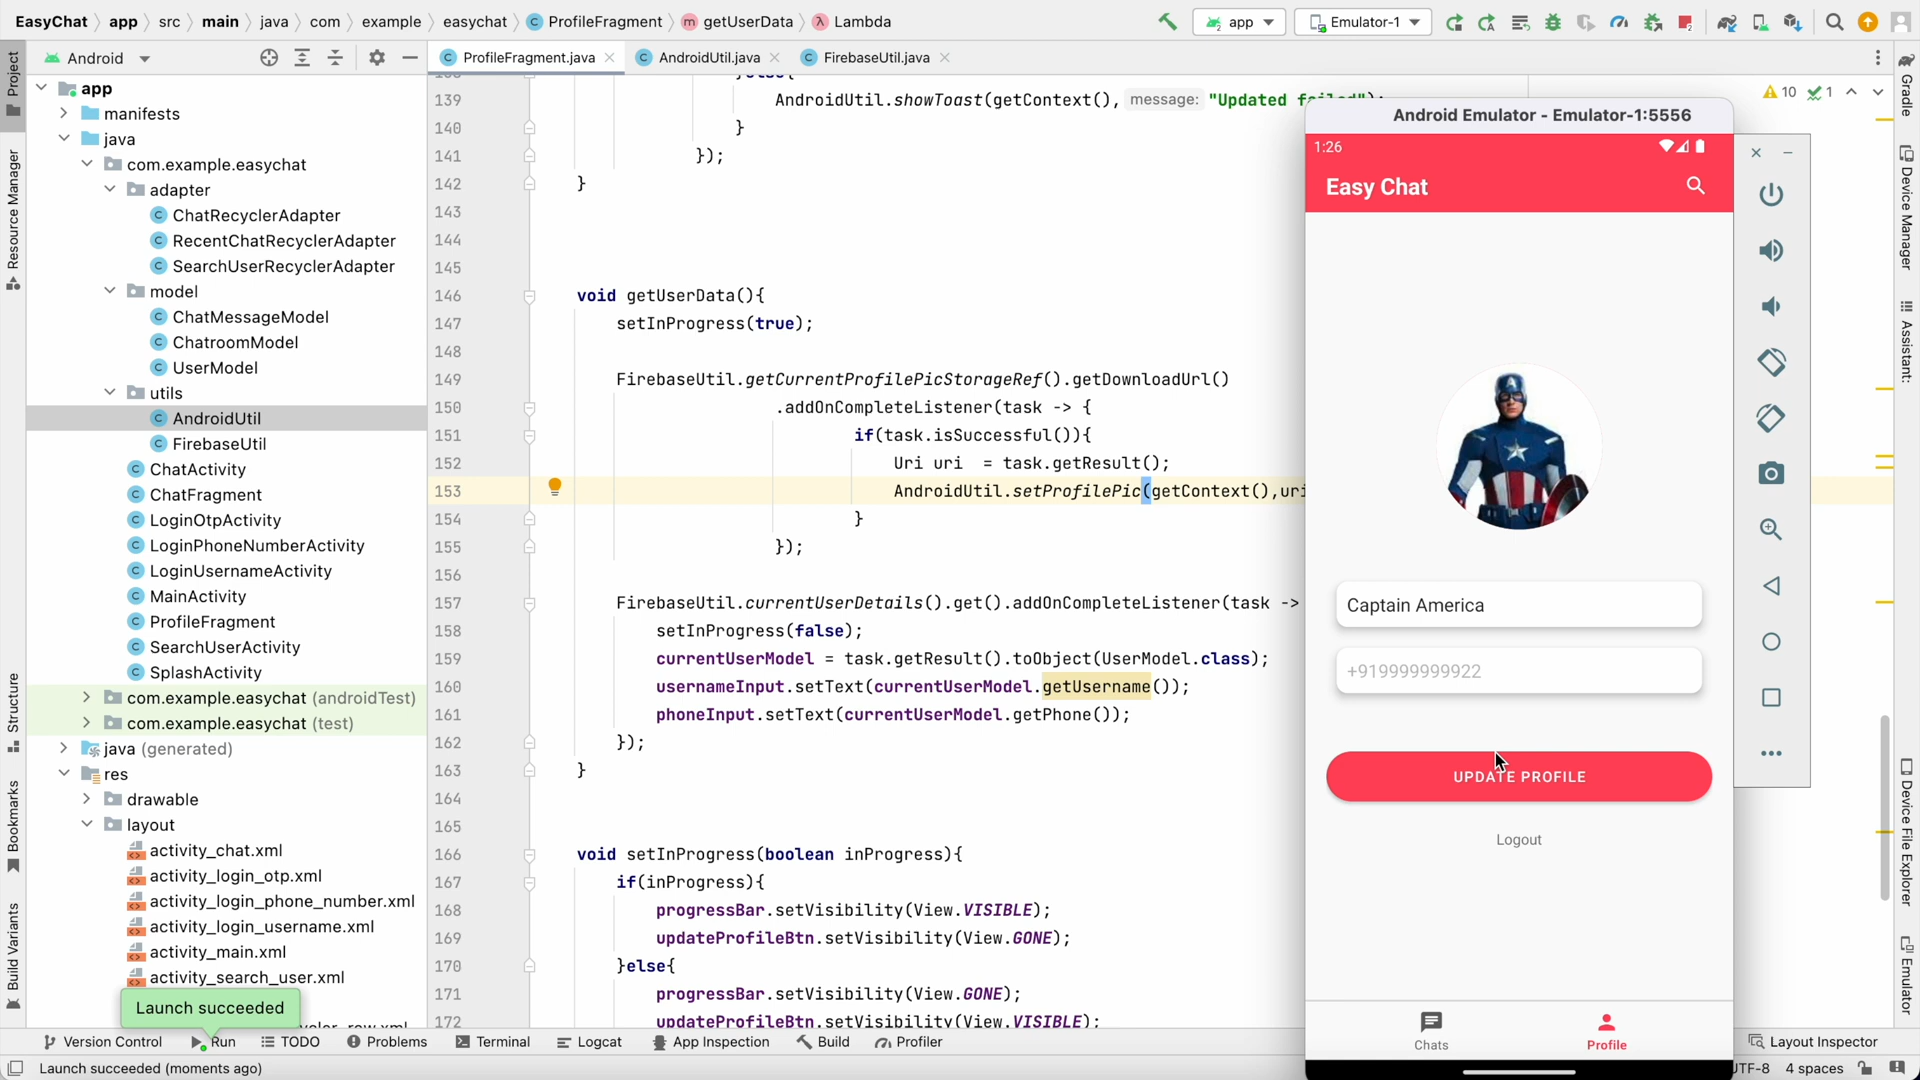 EasyChat app src main java com example easychat ProfileFragment getUserData Lambda
app Emulator-1
Android
ProfileFragment.java AndroidUtil.java FirebaseUtil.java
Project
Resource Manager
Structure
Bookmarks
Build Variants
app
manifests
java
com.example.easychat
adapter
ChatRecyclerAdapter
RecentChatRecyclerAdapter
SearchUserRecyclerAdapter
model
ChatMessageModel
ChatroomModel
UserModel
utils
AndroidUtil
FirebaseUtil
ChatActivity
ChatFragment
LoginOtpActivity
LoginPhoneNumberActivity
LoginUsernameActivity
MainActivity
ProfileFragment
SearchUserActivity
SplashActivity
com.example.easychat (androidTest)
com.example.easychat (test)
java (generated)
res
drawable
layout
activity_chat.xml
activity_login_otp.xml
activity_login_phone_number.xml
activity_login_username.xml
activity_main.xml
activity_search_user.xml
Launch succeeded
139 AndroidUtil.showToast(getContext(), message: "Updated failed");
140 }
141 });
142 }
143
144
145
146 void getUserData(){
147 setInProgress(true);
148
149 FirebaseUtil.getCurrentProfilePicStorageRef().getDownloadUrl()
150 .addOnCompleteListener(task -> {
151 if(task.isSuccessful()){
152 Uri uri  = task.getResult();
153 AndroidUtil.setProfilePic(getContext(),uri
154 }
155 });
156
157 FirebaseUtil.currentUserDetails().get().addOnCompleteListener(task ->
158 setInProgress(false);
159 currentUserModel = task.getResult().toObject(UserModel.class);
160 usernameInput.setText(currentUserModel.getUsername());
161 phoneInput.setText(currentUserModel.getPhone());
162 });
163 }
164
165
166 void setInProgress(boolean inProgress){
167 if(inProgress){
168 progressBar.setVisibility(View.VISIBLE);
169 updateProfileBtn.setVisibility(View.GONE);
170 }else{
171 progressBar.setVisibility(View.GONE);
172 updateProfileBtn.setVisibility(View.VISIBLE);
10 1
Android Emulator - Emulator-1:5556
1:26
Easy Chat
Captain America
+919999999922
UPDATE PROFILE
Logout
Chats Profile
Gradle
Device Manager
Assistant:
Device File Explorer
Emulator
Version Control Run TODO Problems Terminal Logcat App Inspection Build Profiler Layout Inspector
Launch succeeded (moments ago) UTF-8 4 spaces